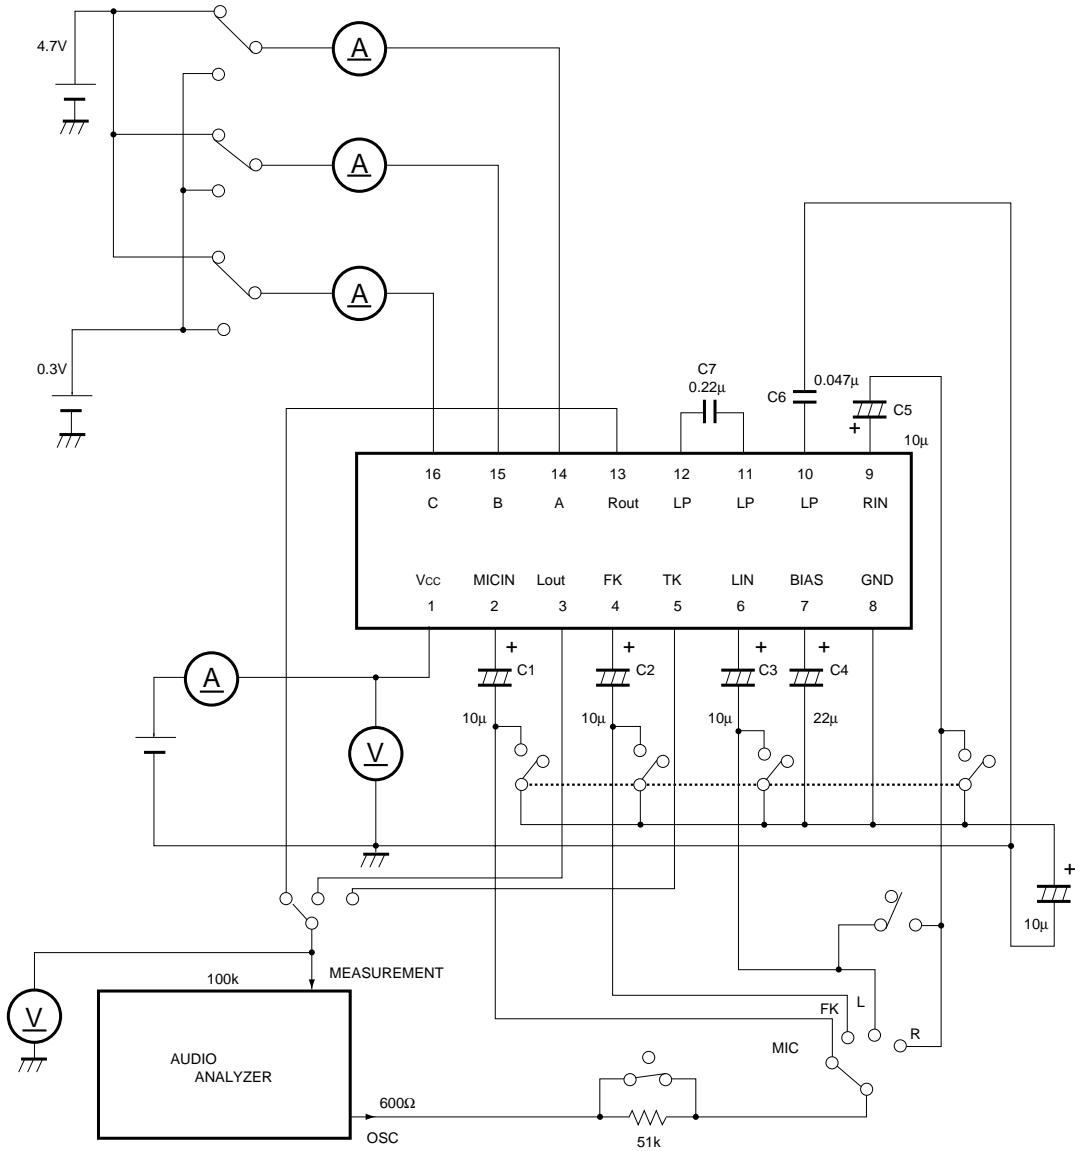 4.7V
A
A
A
0.3V
C7
0.22µ
C6
0.047µ
C5
+
10µ
16 15 14 13 12 11 10 9
C B A Rout LP LP LP RIN
Vcc MICIN Lout FK TK LIN BIAS GND
1 2 3 4 5 6 7 8
+ + + +
C1 C2 C3 C4
A
10µ 10µ 10µ 22µ
V
+
10µ
MEASUREMENT
100k
V
FK L
R
MIC
AUDIO
ANALYZER
600Ω
OSC
51k